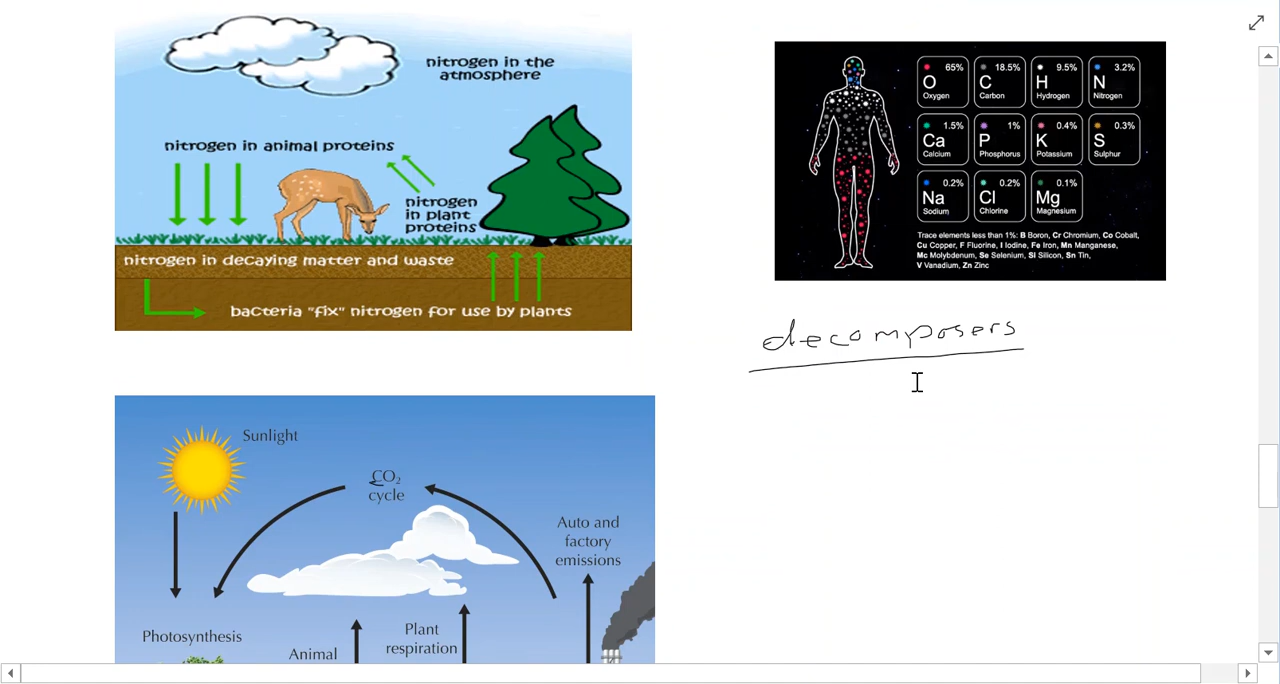 nitrogen in the
atmosphere
nitrogen in animal proteins
nitrogen
in plant
proteins
nitrogen in decaying matter and waste
bacteria "fix" nitrogen for use by plants
65%
O
Oxygen
18.5%
C
Carbon
9.5%
H
Hydrogen
3.2%
N
Nitrogen
1.5%
Ca
Calcium
1%
P
Phosphorus
0.4%
K
Potassium
0.3%
S
Sulphur
0.2%
Na
Sodium
0.2%
Cl
Chlorine
0.1%
Mg
Magnesium
Trace elements less than 1%: B Boron, Cr Chromium, Co Cobalt,
Cu Copper, F Fluorine, I Iodine, Fe Iron, Mn Manganese,
Mc Molybdenum, Se Selenium, Sl Silicon, Sn Tin,
V Vanadium, Zn Zinc
decomposers
Sunlight
CO₂
cycle
Auto and
factory
emissions
Photosynthesis
Animal
Plant
respiration